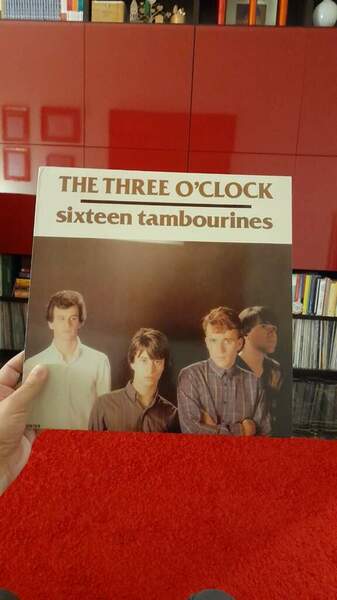 THE THREE O'CLOCK
sixteen tambourines